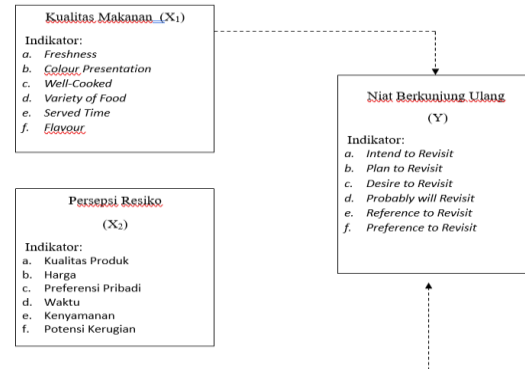 Kualitas Makanan (X₁)
Indikator:
a. Freshness
b. Colour Presentation
c. Well-Cooked
d. Variety of Food
e. Served Time
f. Flavour
Persepsi Resiko
(X₂)
Indikator:
a. Kualitas Produk
b. Harga
c. Preferensi Pribadi
d. Waktu
e. Kenyamanan
f. Potensi Kerugian
Niat Berkunjung Ulang
(Y)
Indikator:
a. Intend to Revisit
b. Plan to Revisit
c. Desire to Revisit
d. Probably will Revisit
e. Reference to Revisit
f. Preference to Revisit